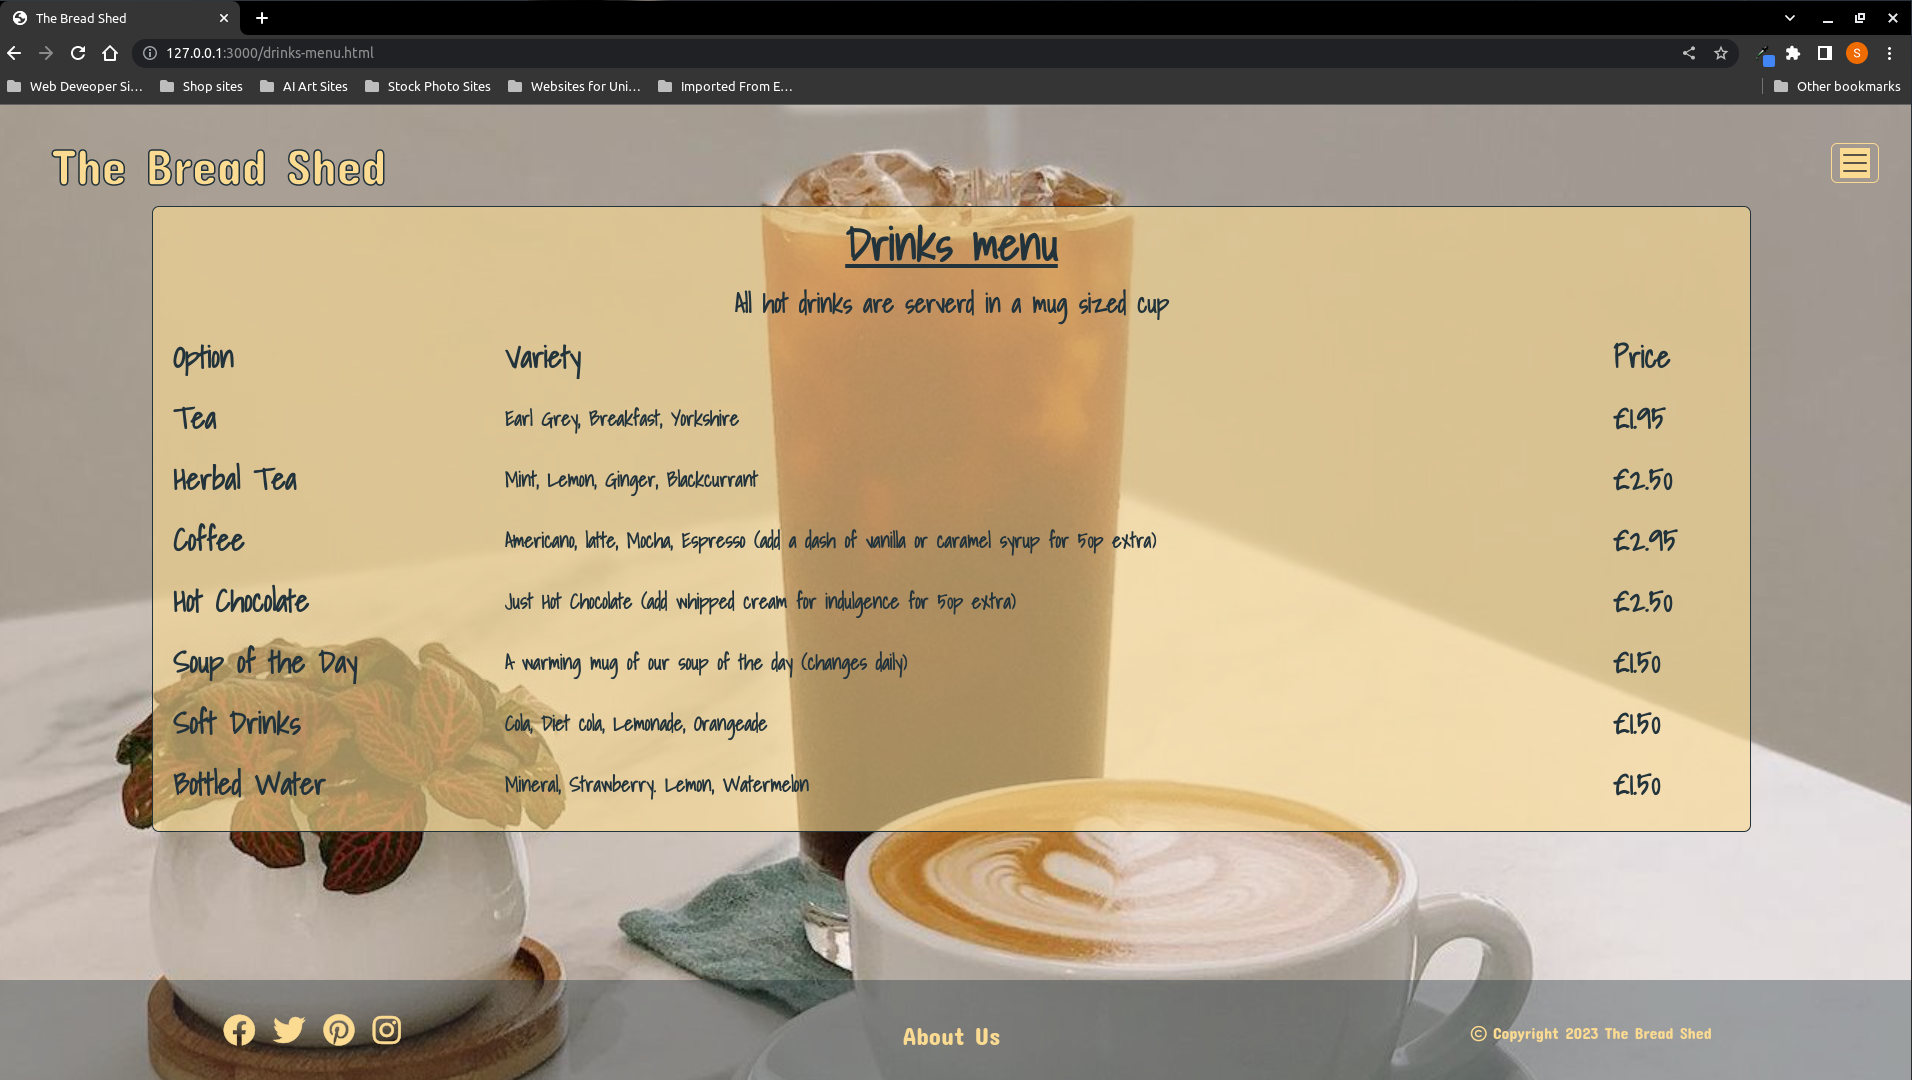 The Bread Shed
127.0.0.1:3000/drinks-menu.html
S
Web Deveoper Si... Shop sites AI Art Sites Stock Photo Sites Websites for Uni... Imported From E... Other bookmarks
The Bread Shed
Drinks menu
All hot drinks are serverd in a mug sized cup
Option Variety Price
Tea Earl Grey, Breakfast, Yorkshire £1.95
Herbal Tea Mint, Lemon, Ginger, Blackcurrant £2.50
Coffee Americano, latte, Mocha, Espresso (add a dash of vanilla or caramel syrup for 50p extra) £2.95
Hot Chocolate Just Hot Chocolate (add whipped cream for indulgence for 50p extra) £2.50
Soup of the Day A warming mug of our soup of the day (changes daily) £1.50
Soft Drinks Cola, Diet cola, Lemonade, Orangeade £1.50
Bottled Water Mineral, Strawberry. Lemon, Watermelon £1.50
About Us
© Copyright 2023 The Bread Shed